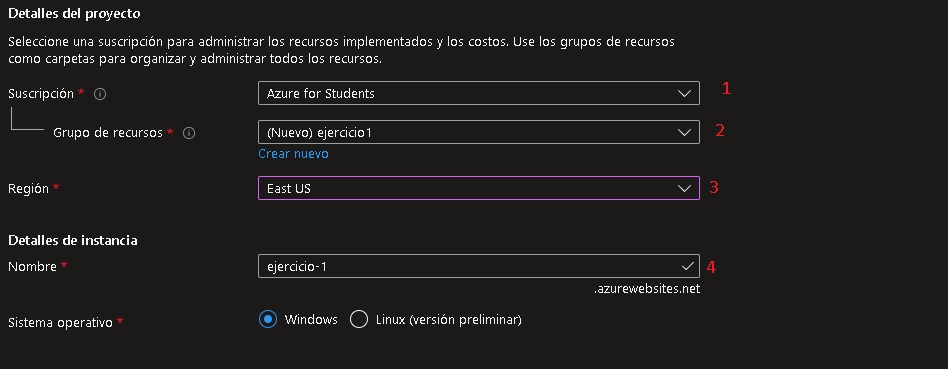 Detalles del proyecto
Seleccione una suscripción para administrar los recursos implementados y los costos. Use los grupos de recursos
como carpetas para organizar y administrar todos los recursos.
Suscripción * Azure for Students 1
Grupo de recursos * (Nuevo) ejercicio1 2
Crear nuevo
Región * East US 3
Detalles de instancia
Nombre * ejercicio-1 4
.azurewebsites.net
Sistema operativo * Windows Linux (versión preliminar)